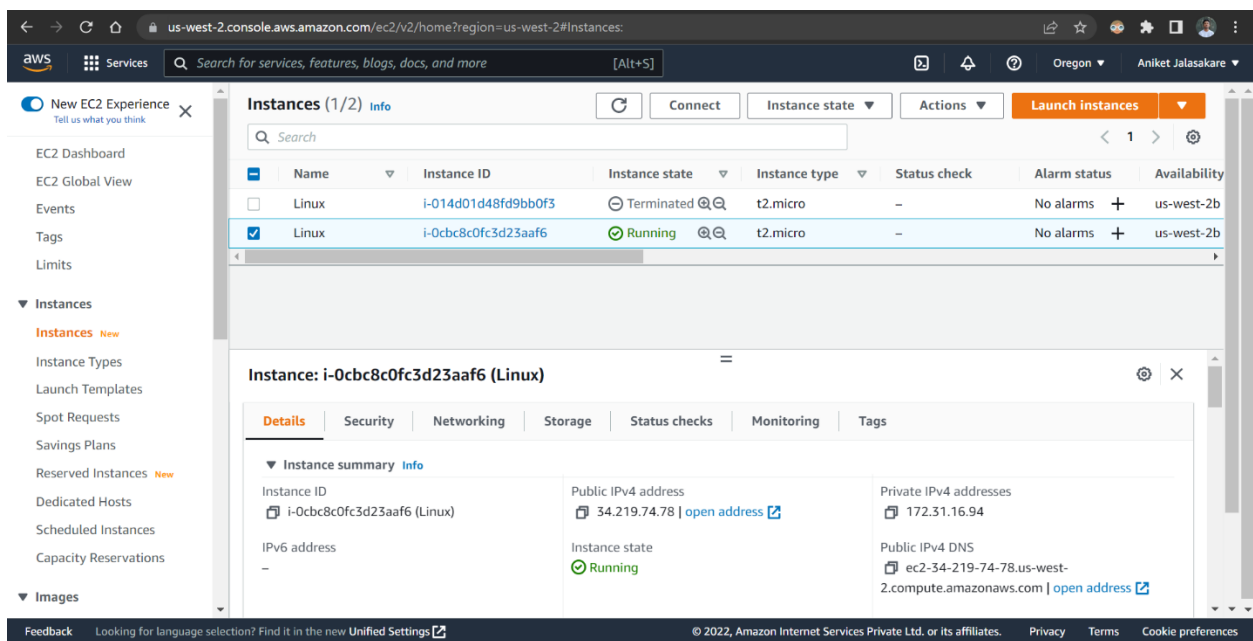 us-west-2.console.aws.amazon.com/ec2/v2/home?region=us-west-2#Instances:
aws Services Search for services, features, blogs, docs, and more [Alt+S] Oregon ▼ Aniket Jalasakare ▼
New EC2 Experience
Tell us what you think
EC2 Dashboard
EC2 Global View
Events
Tags
Limits
▼ Instances
Instances New
Instance Types
Launch Templates
Spot Requests
Savings Plans
Reserved Instances New
Dedicated Hosts
Scheduled Instances
Capacity Reservations
▼ Images
Instances (1/2) Info Connect Instance state ▼ Actions ▼ Launch instances ▼
Search < 1 >
Name Instance ID Instance state Instance type Status check Alarm status Availability
Linux i-014d01d48fd9bb0f3 Terminated t2.micro – No alarms + us-west-2b
Linux i-0cbc8c0fc3d23aaf6 Running t2.micro – No alarms + us-west-2b
Instance: i-0cbc8c0fc3d23aaf6 (Linux)
Details Security Networking Storage Status checks Monitoring Tags
▼ Instance summary Info
Instance ID
i-0cbc8c0fc3d23aaf6 (Linux)
Public IPv4 address
34.219.74.78 | open address
Private IPv4 addresses
172.31.16.94
IPv6 address
–
Instance state
Running
Public IPv4 DNS
ec2-34-219-74-78.us-west-
2.compute.amazonaws.com | open address
Feedback Looking for language selection? Find it in the new Unified Settings © 2022, Amazon Internet Services Private Ltd. or its affiliates. Privacy Terms Cookie preferences